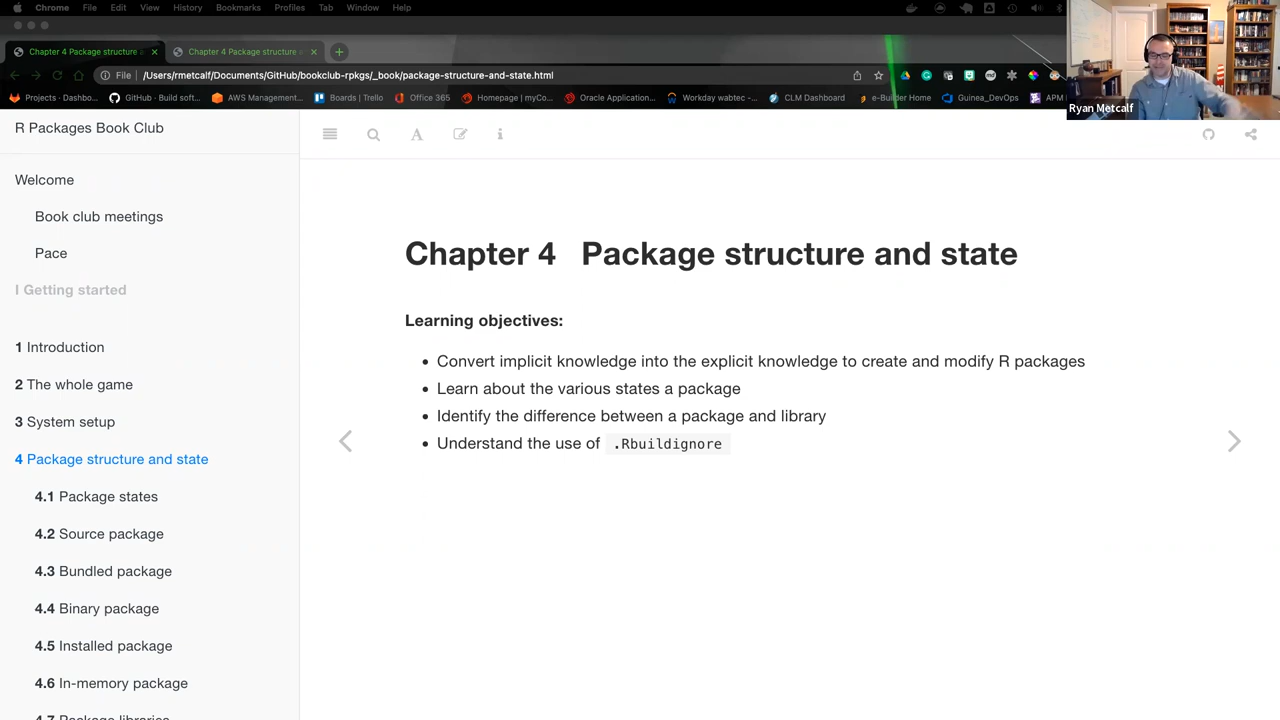 Chrome File Edit View History Bookmarks Profiles Tab Window Help
Chapter 4 Package structure
Chapter 4 Package structure
File /Users/rmetcalf/Documents/GitHub/bookclub-rpkgs/_book/package-structure-and-state.html
Projects - Dashbo... GitHub · Build soft... AWS Managemen... Boards | Trello Office 365 Homepage | myCo... Oracle Application... Workday wabtec -... CLM Dashboard e-Builder Home Guinea_DevOps APM
Ryan Metcalf
R Packages Book Club
Welcome
Book club meetings
Pace
I Getting started
1 Introduction
2 The whole game
3 System setup
4 Package structure and state
4.1 Package states
4.2 Source package
4.3 Bundled package
4.4 Binary package
4.5 Installed package
4.6 In-memory package
4.7 Package libraries
Chapter 4 Package structure and state
Learning objectives:
• Convert implicit knowledge into the explicit knowledge to create and modify R packages
• Learn about the various states a package
• Identify the difference between a package and library
• Understand the use of .Rbuildignore